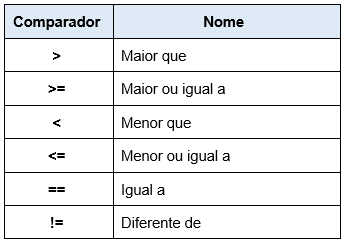 Comparador Nome
> Maior que
>= Maior ou igual a
< Menor que
<= Menor ou igual a
== Igual a
!= Diferente de